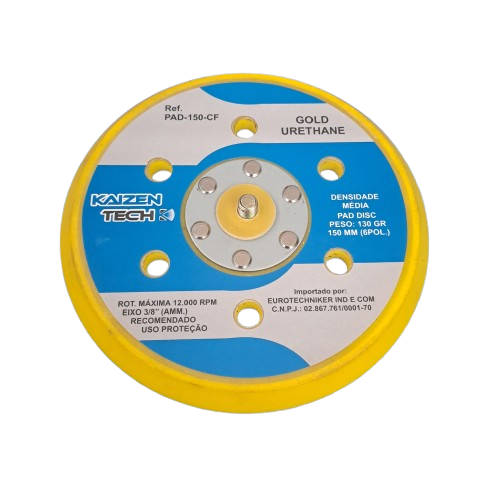 Ref.
PAD-150-CF
GOLD
URETHANE
KAIZEN
TECH
DENSIDADE
MÉDIA
PAD DISC
PESO: 130 GR
150 MM (6POL.)
ROT. MÁXIMA 12.000 RPM
EIXO 3/8" (AMM.)
RECOMENDADO
USO PROTEÇÃO
Importado por:
EUROTECHNIKER IND E COM
C.N.P.J.: 02.867.761/0001-70